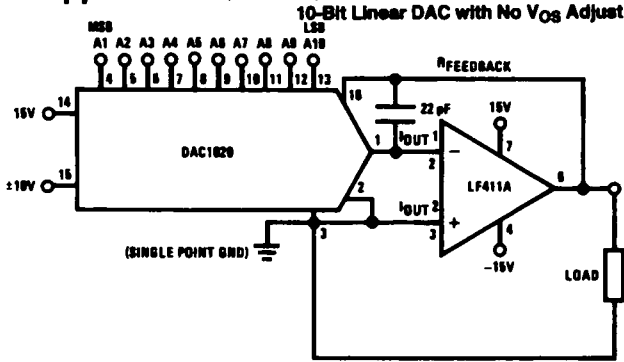 10-Bit Linear DAC with No VOS Adjust
MSB LSB
A1 A2 A3 A4 A5 A6 A7 A8 A9 A10
4 5 6 7 8 9 10 11 12 13
16
RFEEDBACK
15V 14
22 pF
15V
DAC1020
1
IOUT 1
2
7
−
LF411A
6
±10V 15
2
IOUT 2
3
+
4
−15V
(SINGLE POINT GND)
3
LOAD